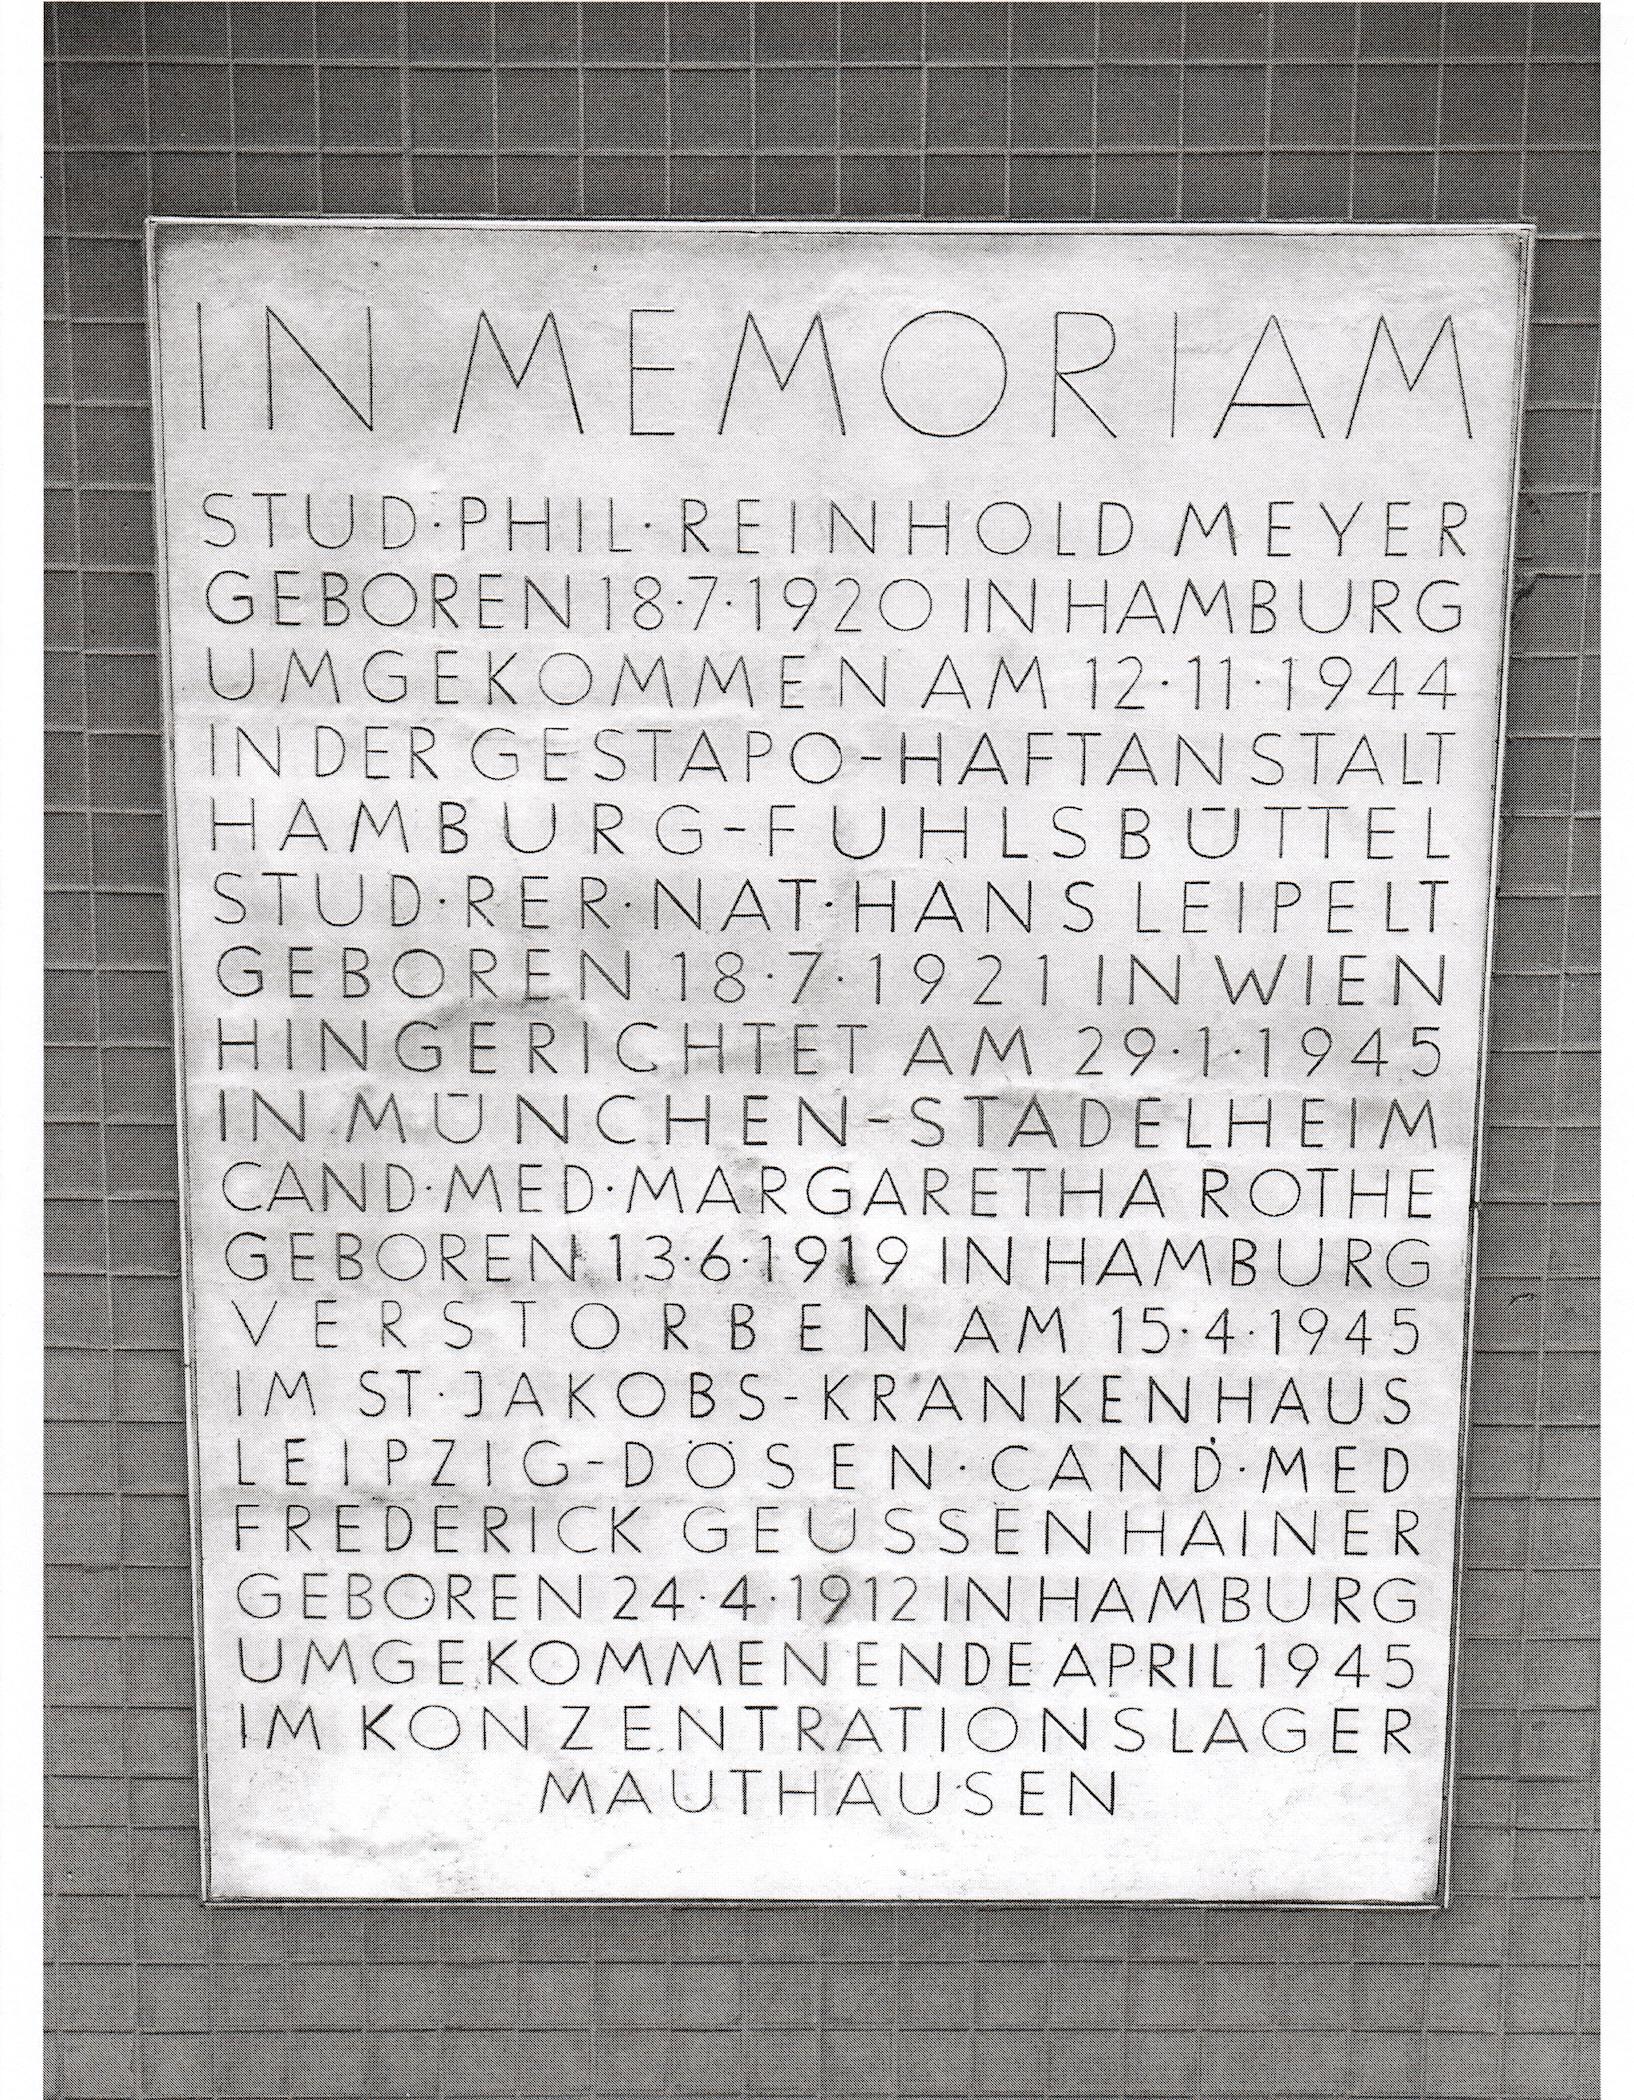 IN MEMORIAM
STUD·PHIL·REINHOLD MEYER
GEBOREN 18·7·1920 IN HAMBURG
UMGEKOMMEN AM 12·11·1944
IN DER GESTAPO-HAFTANSTALT
HAMBURG-FUHLSBÜTTEL
STUD·RER·NAT·HANS LEIPELT
GEBOREN 18·7·1921 IN WIEN
HINGERICHTET AM 29·1·1945
IN MÜNCHEN-STADELHEIM
CAND·MED·MARGARETHA ROTHE
GEBOREN 13·6·1919 IN HAMBURG
VERSTORBEN AM 15·4·1945
IM ST·JAKOBS-KRANKENHAUS
LEIPZIG-DÖSEN·CAND·MED
FREDERICK GEUSSENHAINER
GEBOREN 24·4·1912 IN HAMBURG
UMGEKOMMEN ENDE APRIL 1945
IM KONZENTRATIONSLAGER
MAUTHAUSEN